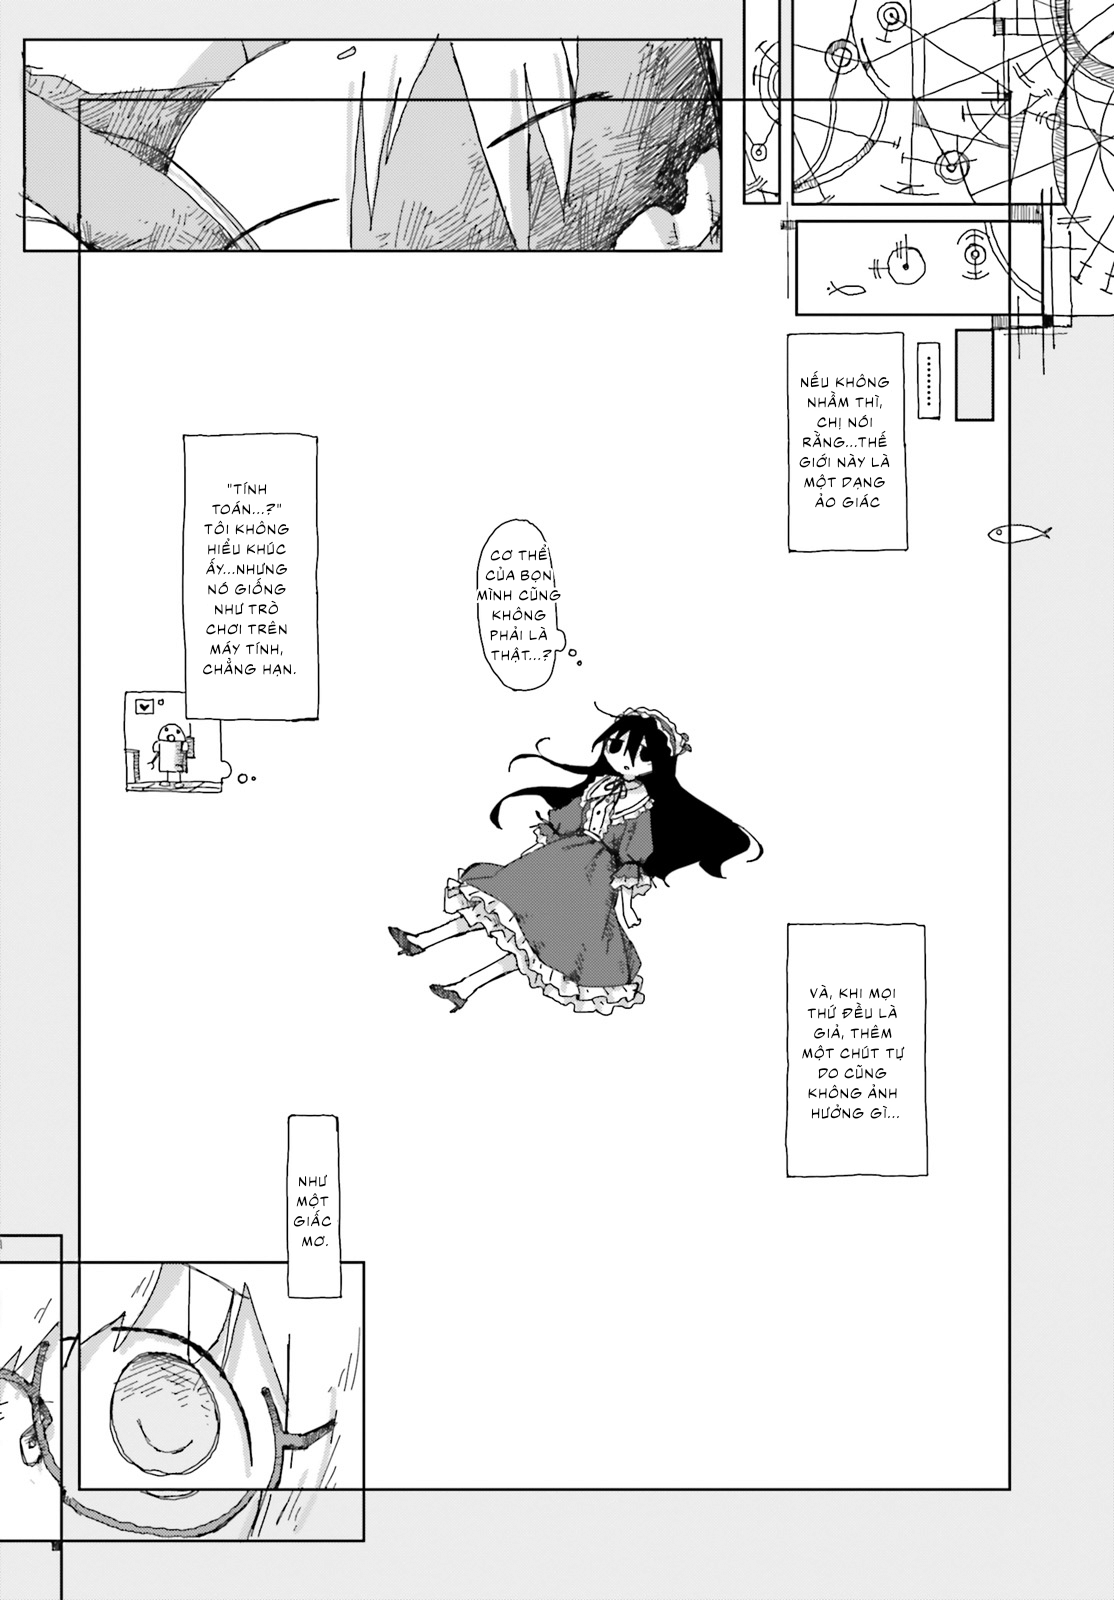 .........
NẾU KHÔNG
NHẦM THÌ,
CHỊ NÓI
RẰNG...THẾ
GIỚI NÀY LÀ
MỘT DẠNG
ẢO GIÁC
CƠ THỂ
CỦA BỌN
MÌNH CŨNG
KHÔNG
PHẢI LÀ
THẬT...?
"TÍNH
TOÁN...?"
TÔI KHÔNG
HIỂU KHÚC
ẤY...NHƯNG
NÓ GIỐNG
NHƯ TRÒ
CHƠI TRÊN
MÁY TÍNH,
CHẲNG HẠN.
VÀ, KHI MỌI
THỨ ĐỀU LÀ
GIẢ, THÊM
MỘT CHÚT TỰ
DO CŨNG
KHÔNG ẢNH
HƯỞNG GÌ...
NHƯ
MỘT
GIẤC
MƠ.